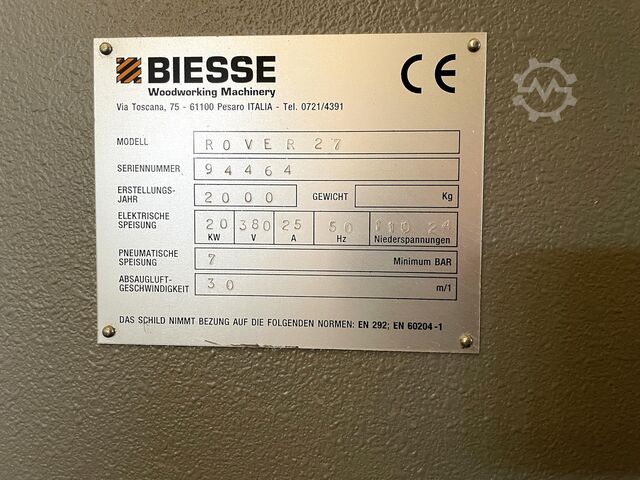 BIESSE
Woodworking Machinery
Via Toscana, 75 - 61100 Pesaro ITALIA - Tel. 0721/4391
CE
MODELL ROVER 27
SERIENNUMMER 94464
ERSTELLUNGS-
JAHR 2000 GEWICHT Kg
ELEKTRISCHE
SPEISUNG 20 380 25 50 110 24
KW V A Hz Niederspannungen
PNEUMATISCHE
SPEISUNG 7 Minimum BAR
ABSAUGLUFT-
GESCHWINDIGKEIT 30 m/1
DAS SCHILD NIMMT BEZUNG AUF DIE FOLGENDEN NORMEN: EN 292; EN 60204-1